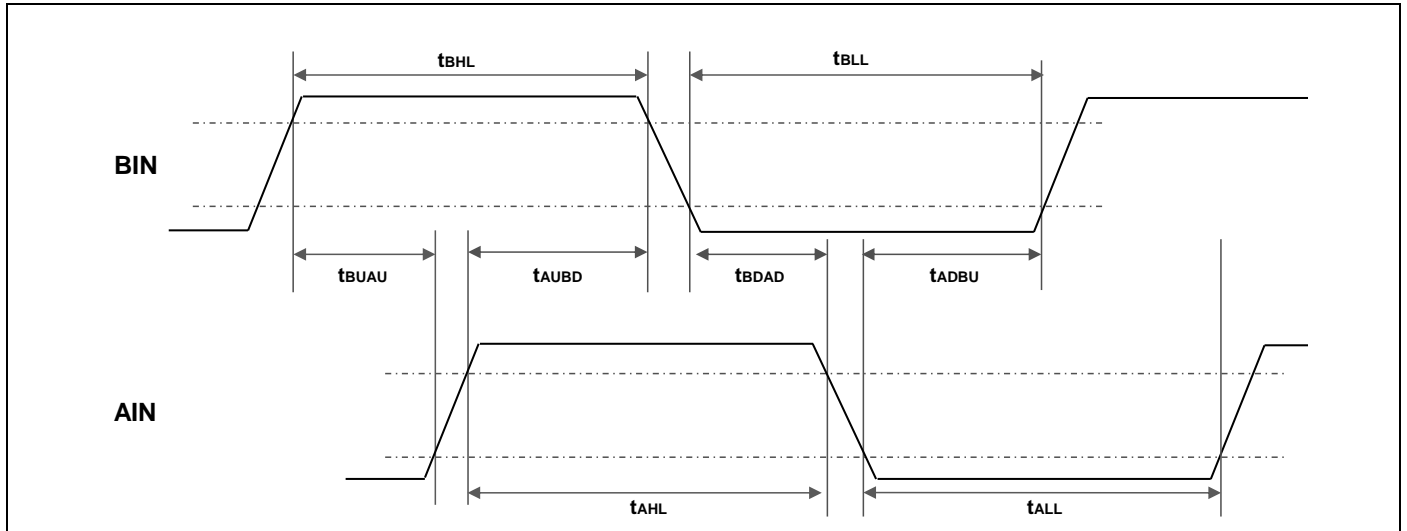 tBHL tBLL
BIN
tBUAU tAUBD tBDAD tADBU
AIN
tAHL tALL